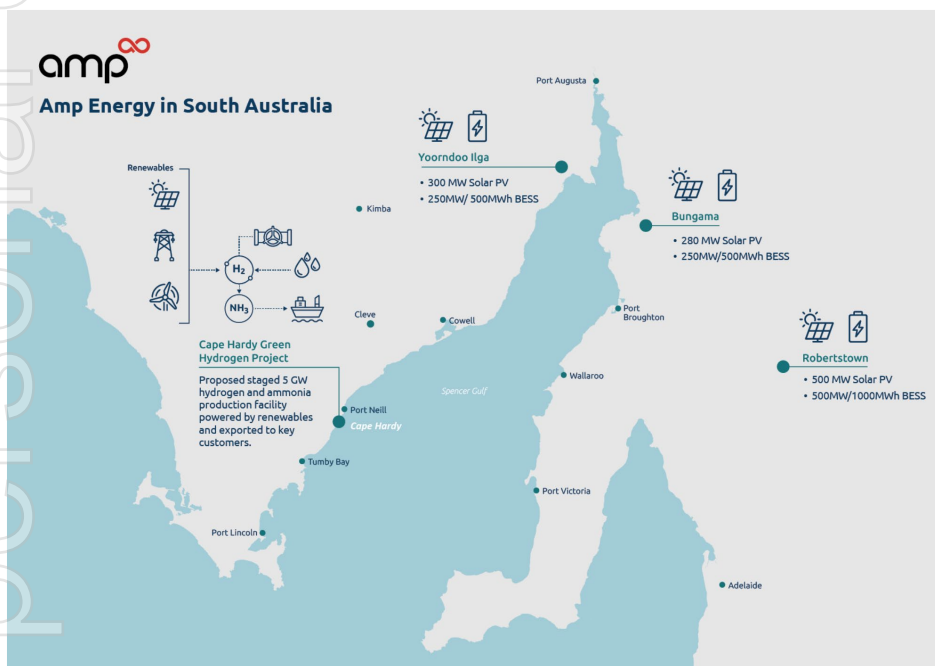 amp
Amp Energy in South Australia
Port Augusta
Yoorndoo Ilga
• 300 MW Solar PV
• 250MW/ 500MWh BESS
Renewables
H2
NH3
Kimba
Bungama
• 280 MW Solar PV
• 250MW/500MWh BESS
Cleve
Cowell
Port
Broughton
Robertstown
• 500 MW Solar PV
• 500MW/1000MWh BESS
Cape Hardy Green
Hydrogen Project
Proposed staged 5 GW
hydrogen and ammonia
production facility
powered by renewables
and exported to key
customers.
Wallaroo
Spencer Gulf
Port Neill
Cape Hardy
Tumby Bay
Port Victoria
Port Lincoln
Adelaide
personal